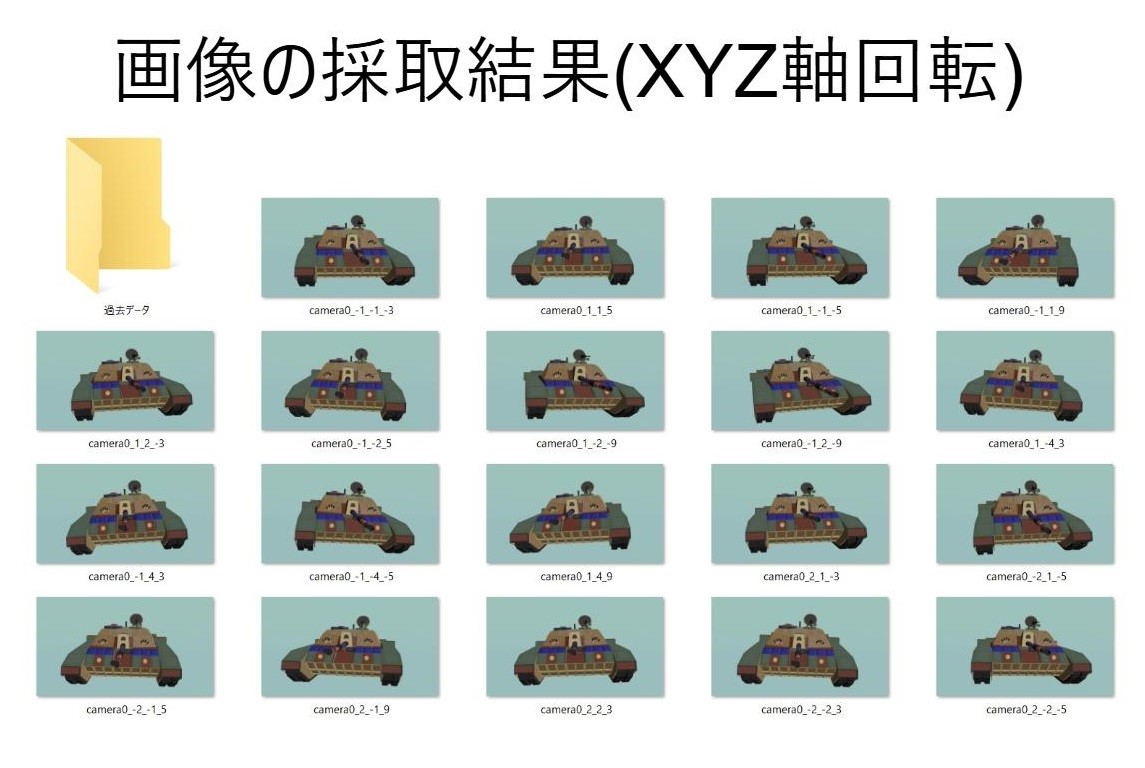 画像の採取結果(XYZ軸回転)
過去データ
camera0_-1_-1_-3
camera0_1_1_5
camera0_1_-1_-5
camera0_-1_1_9
camera0_1_2_-3
camera0_-1_-2_5
camera0_1_-2_-9
camera0_-1_2_-9
camera0_1_-4_3
camera0_-1_4_3
camera0_-1_-4_-5
camera0_1_4_9
camera0_2_1_-3
camera0_-2_1_-5
camera0_-2_-1_5
camera0_2_-1_9
camera0_2_2_3
camera0_-2_-2_3
camera0_2_-2_-5